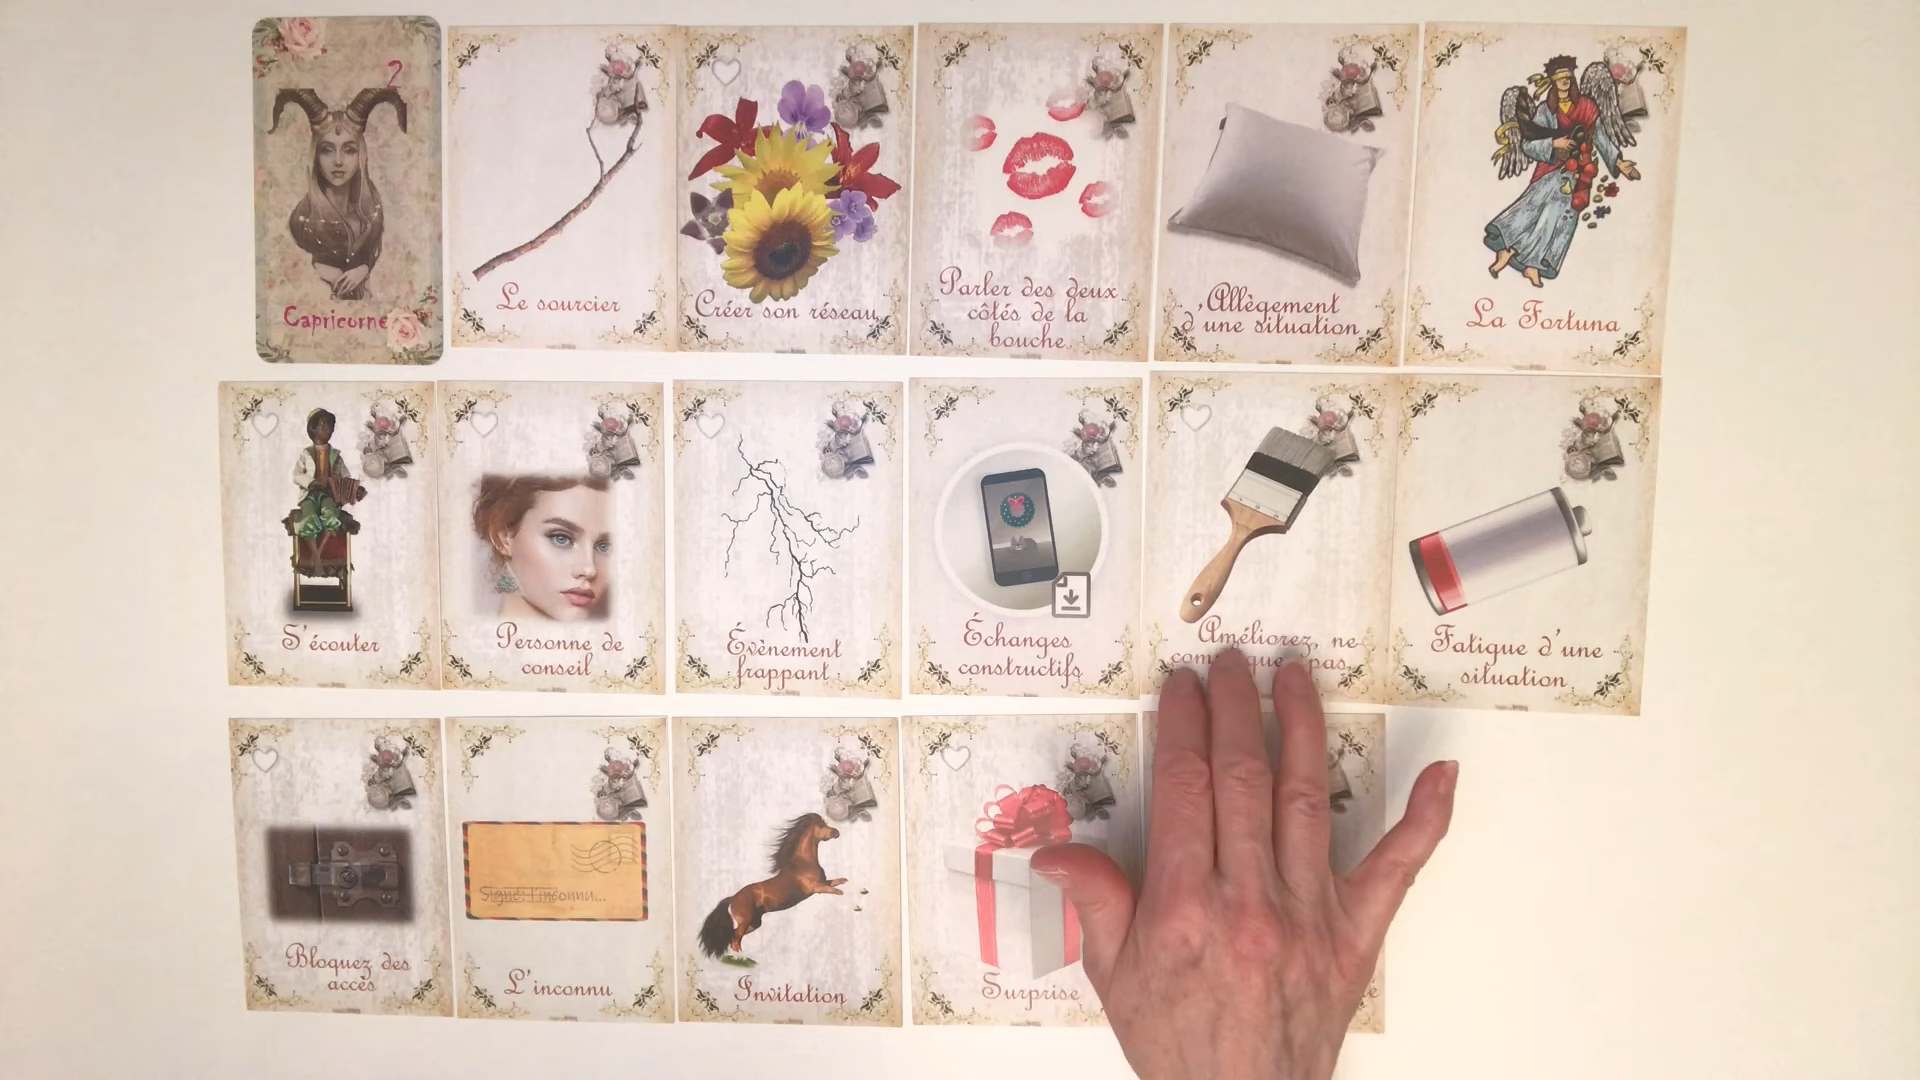 2
Capricorne
Le sourcier
Créer son réseau
Parler des deux
côtés de la
bouche
Allègement
d'une situation
La Fortuna
S'écouter
Personne de
conseil
Évènement
frappant
Échanges
constructifs
Améliorez, ne
pas
Fatigue d'une
situation
Bloquez des
accès
Signé: l'inconnu...
L'inconnu
Invitation
Surprise